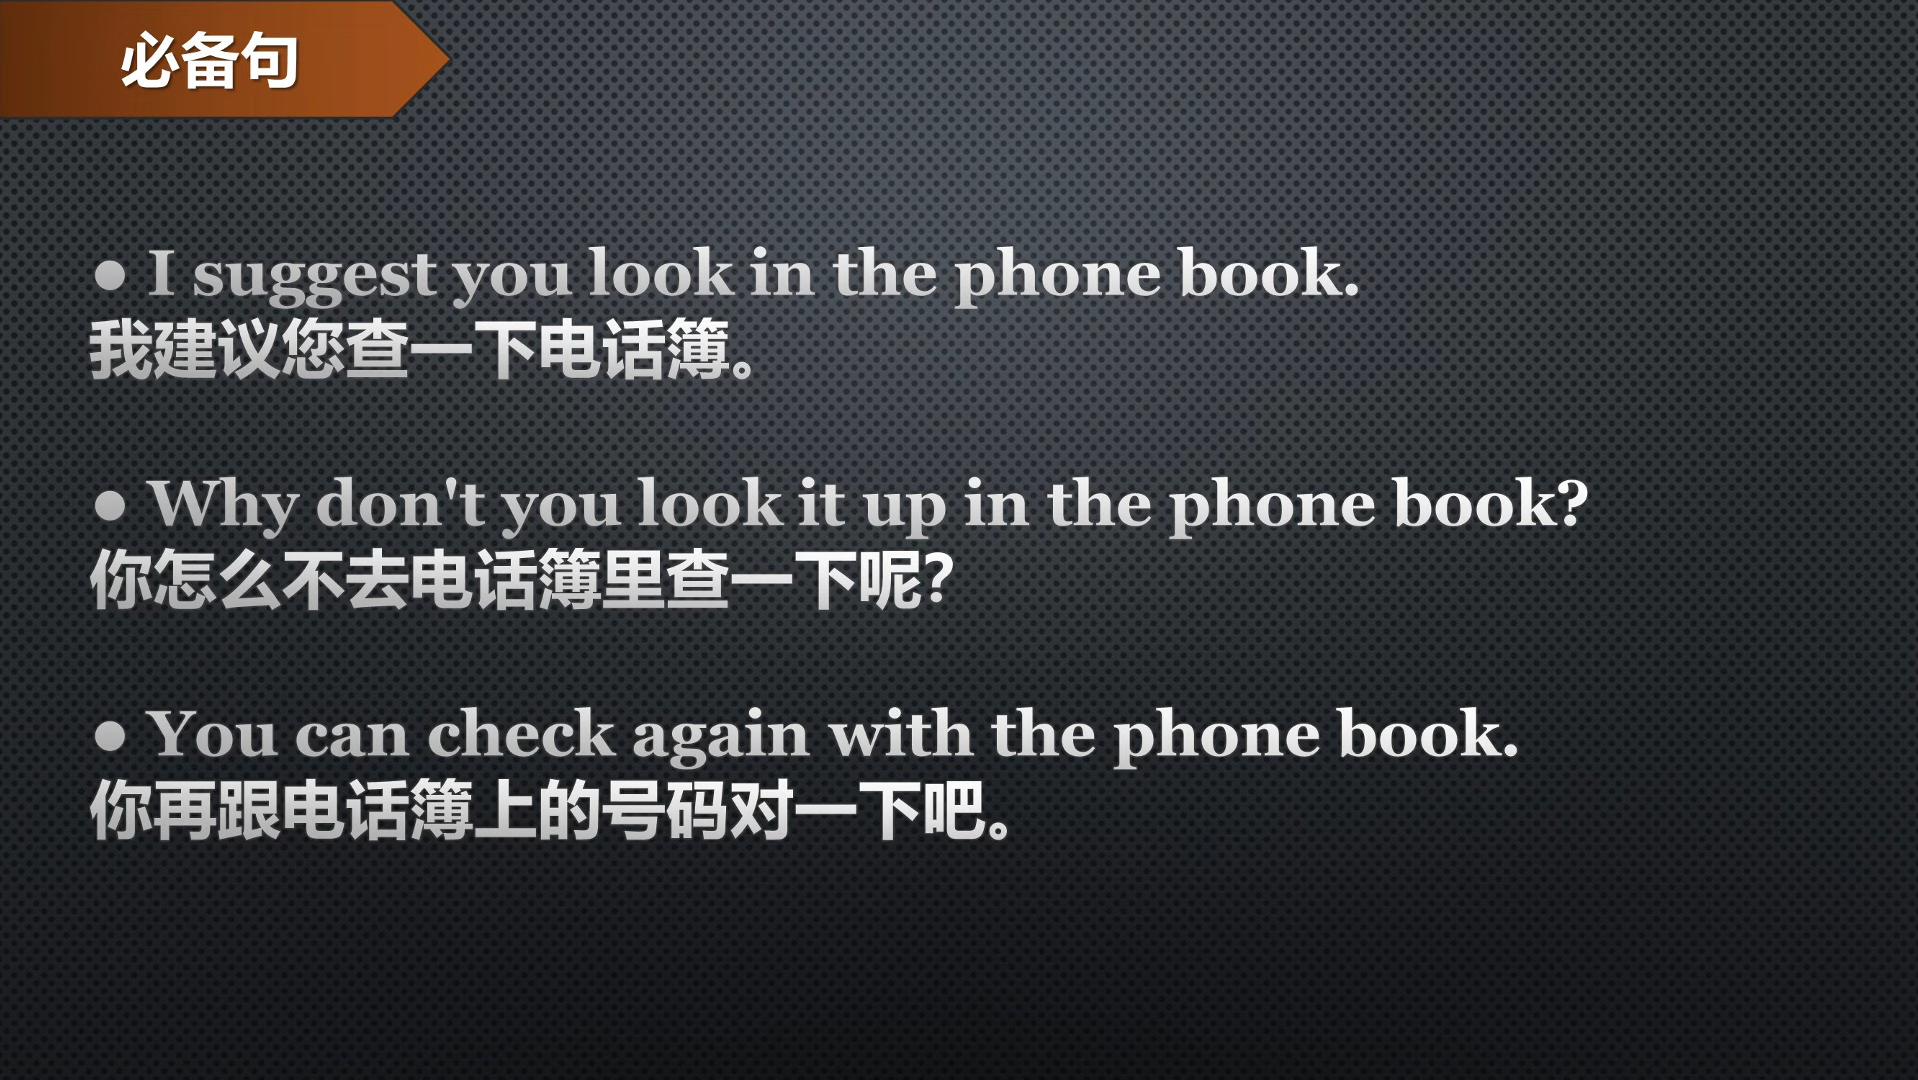 必备句
● I suggest you look in the phone book.
我建议您查一下电话簿。
● Why don't you look it up in the phone book?
你怎么不去电话簿里查一下呢？
● You can check again with the phone book.
你再跟电话簿上的号码对一下吧。